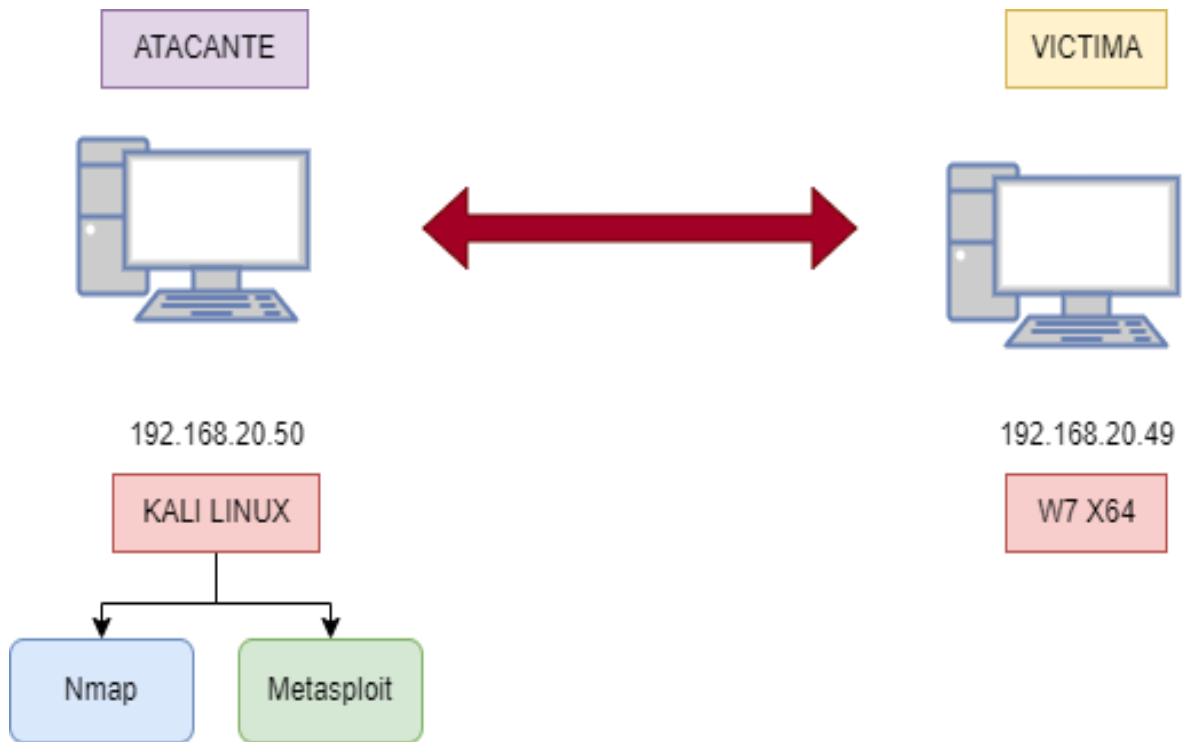 ATACANTE
VICTIMA
192.168.20.50
192.168.20.49
KALI LINUX
W7 X64
Nmap
Metasploit